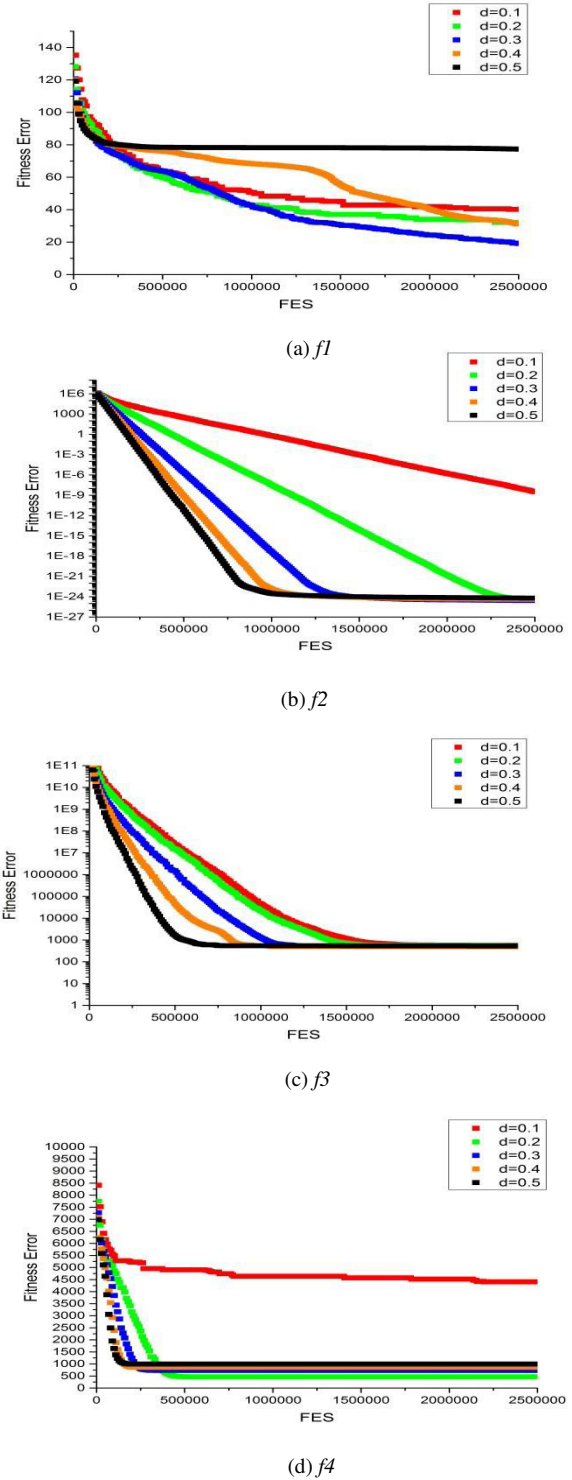 d=0.1
d=0.2
d=0.3
d=0.4
d=0.5
140
120
100
80
60
40
20
0
Fitness Error
0 500000 1000000 1500000 2000000 2500000
FES
(a) f1
d=0.1
d=0.2
d=0.3
d=0.4
d=0.5
1E6
1000
1
1E-3
1E-6
1E-9
1E-12
1E-15
1E-18
1E-21
1E-24
1E-27
Fitness Error
0 500000 1000000 1500000 2000000 2500000
FES
(b) f2
d=0.1
d=0.2
d=0.3
d=0.4
d=0.5
1E11
1E10
1E9
1E8
1E7
1000000
100000
10000
1000
100
1
Fitness Error
0 500000 1000000 1500000 2000000 2500000
FES
(c) f3
d=0.1
d=0.2
d=0.3
d=0.4
d=0.5
10000
9500
9000
8500
8000
7500
7000
6500
6000
5500
5000
4500
4000
3500
3000
2500
2000
1500
1000
500
0
Fitness Error
0 500000 1000000 1500000 2000000 2500000
FES
(d) f4